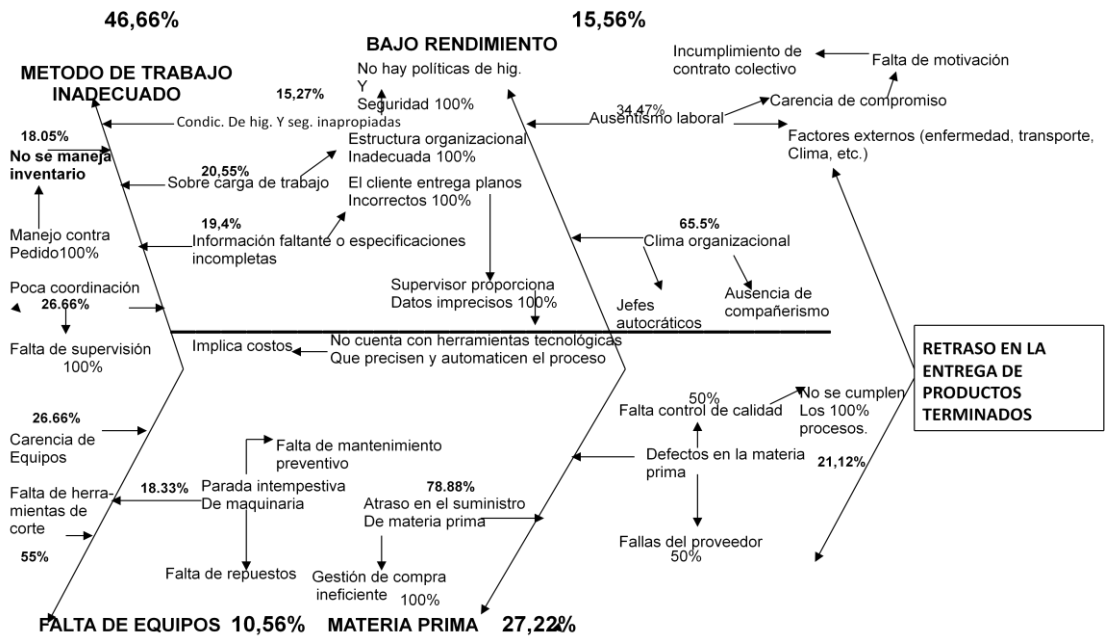 46,66%
15,56%
METODO DE TRABAJO
INADECUADO
BAJO RENDIMIENTO
No hay políticas de hig.
Y
Seguridad 100%
15,27%
Condic. De hig. Y seg. inapropiadas
18.05%
No se maneja
inventario
Estructura organizacional
Inadecuada 100%
20,55%
Sobre carga de trabajo
El cliente entrega planos
Incorrectos 100%
19,4%
Información faltante o especificaciones
incompletas
Manejo contra
Pedido100%
Poca coordinación
26.66%
Falta de supervisión
100%
Supervisor proporciona
Datos imprecisos 100%
Implica costos
No cuenta con herramientas tecnológicas
Que precisen y automaticen el proceso
Incumplimiento de
contrato colectivo
Falta de motivación
34.47%
Ausentismo laboral
Carencia de compromiso
Factores externos (enfermedad, transporte,
Clima, etc.)
65.5%
Clima organizacional
Jefes
autocráticos
Ausencia de
compañerismo
RETRASO EN LA
ENTREGA DE
PRODUCTOS
TERMINADOS
26.66%
Carencia de
Equipos
Falta de herra-
mientas de
corte
55%
18.33%
Parada intempestiva
De maquinaria
Falta de mantenimiento
preventivo
Falta de repuestos
78.88%
Atraso en el suministro
De materia prima
Gestión de compra
ineficiente 100%
50%
Falta control de calidad
No se cumplen
Los 100%
procesos.
Defectos en la materia
prima
21,12%
Fallas del proveedor
50%
FALTA DE EQUIPOS 10,56%
MATERIA PRIMA 27,22%